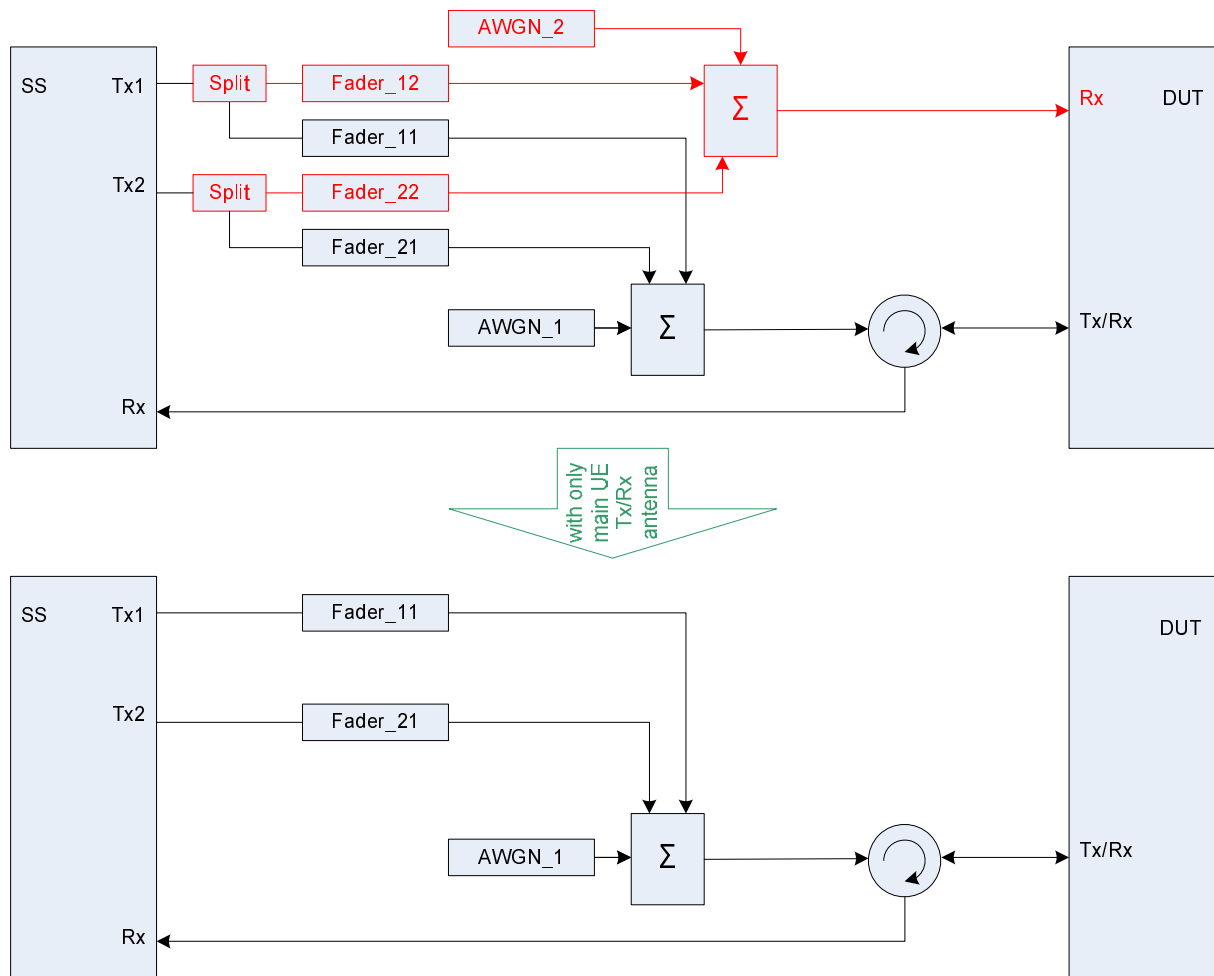 AWGN_2
SS
Tx1
Split
Fader_12
Σ
Rx
DUT
Fader_11
Tx2
Split
Fader_22
Fader_21
AWGN_1
Σ
Tx/Rx
Rx
with only
main UE
Tx/Rx
antenna
SS
Tx1
Fader_11
DUT
Tx2
Fader_21
AWGN_1
Σ
Tx/Rx
Rx